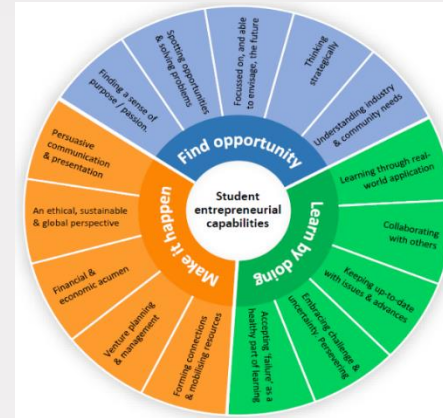 Student
entrepreneurial
capabilities
Find opportunity
Finding a sense of
purpose / passion.
Spotting opportunities
& solving problems
Focussed on, and able
to envisage, the future
Thinking
strategically
Understanding industry
& community needs
Learn by doing
Learning through real-
world application
Collaborating
with others
Keeping up-to-date
with issues & advances
Embracing challenge &
uncertainty. Persevering
Accepting 'failure' as a
healthy part of learning
Make it happen
Forming connections
& mobilising resources
Venture planning
& management
Financial &
economic acumen
An ethical, sustainable
& global perspective
Persuasive
communication
& presentation